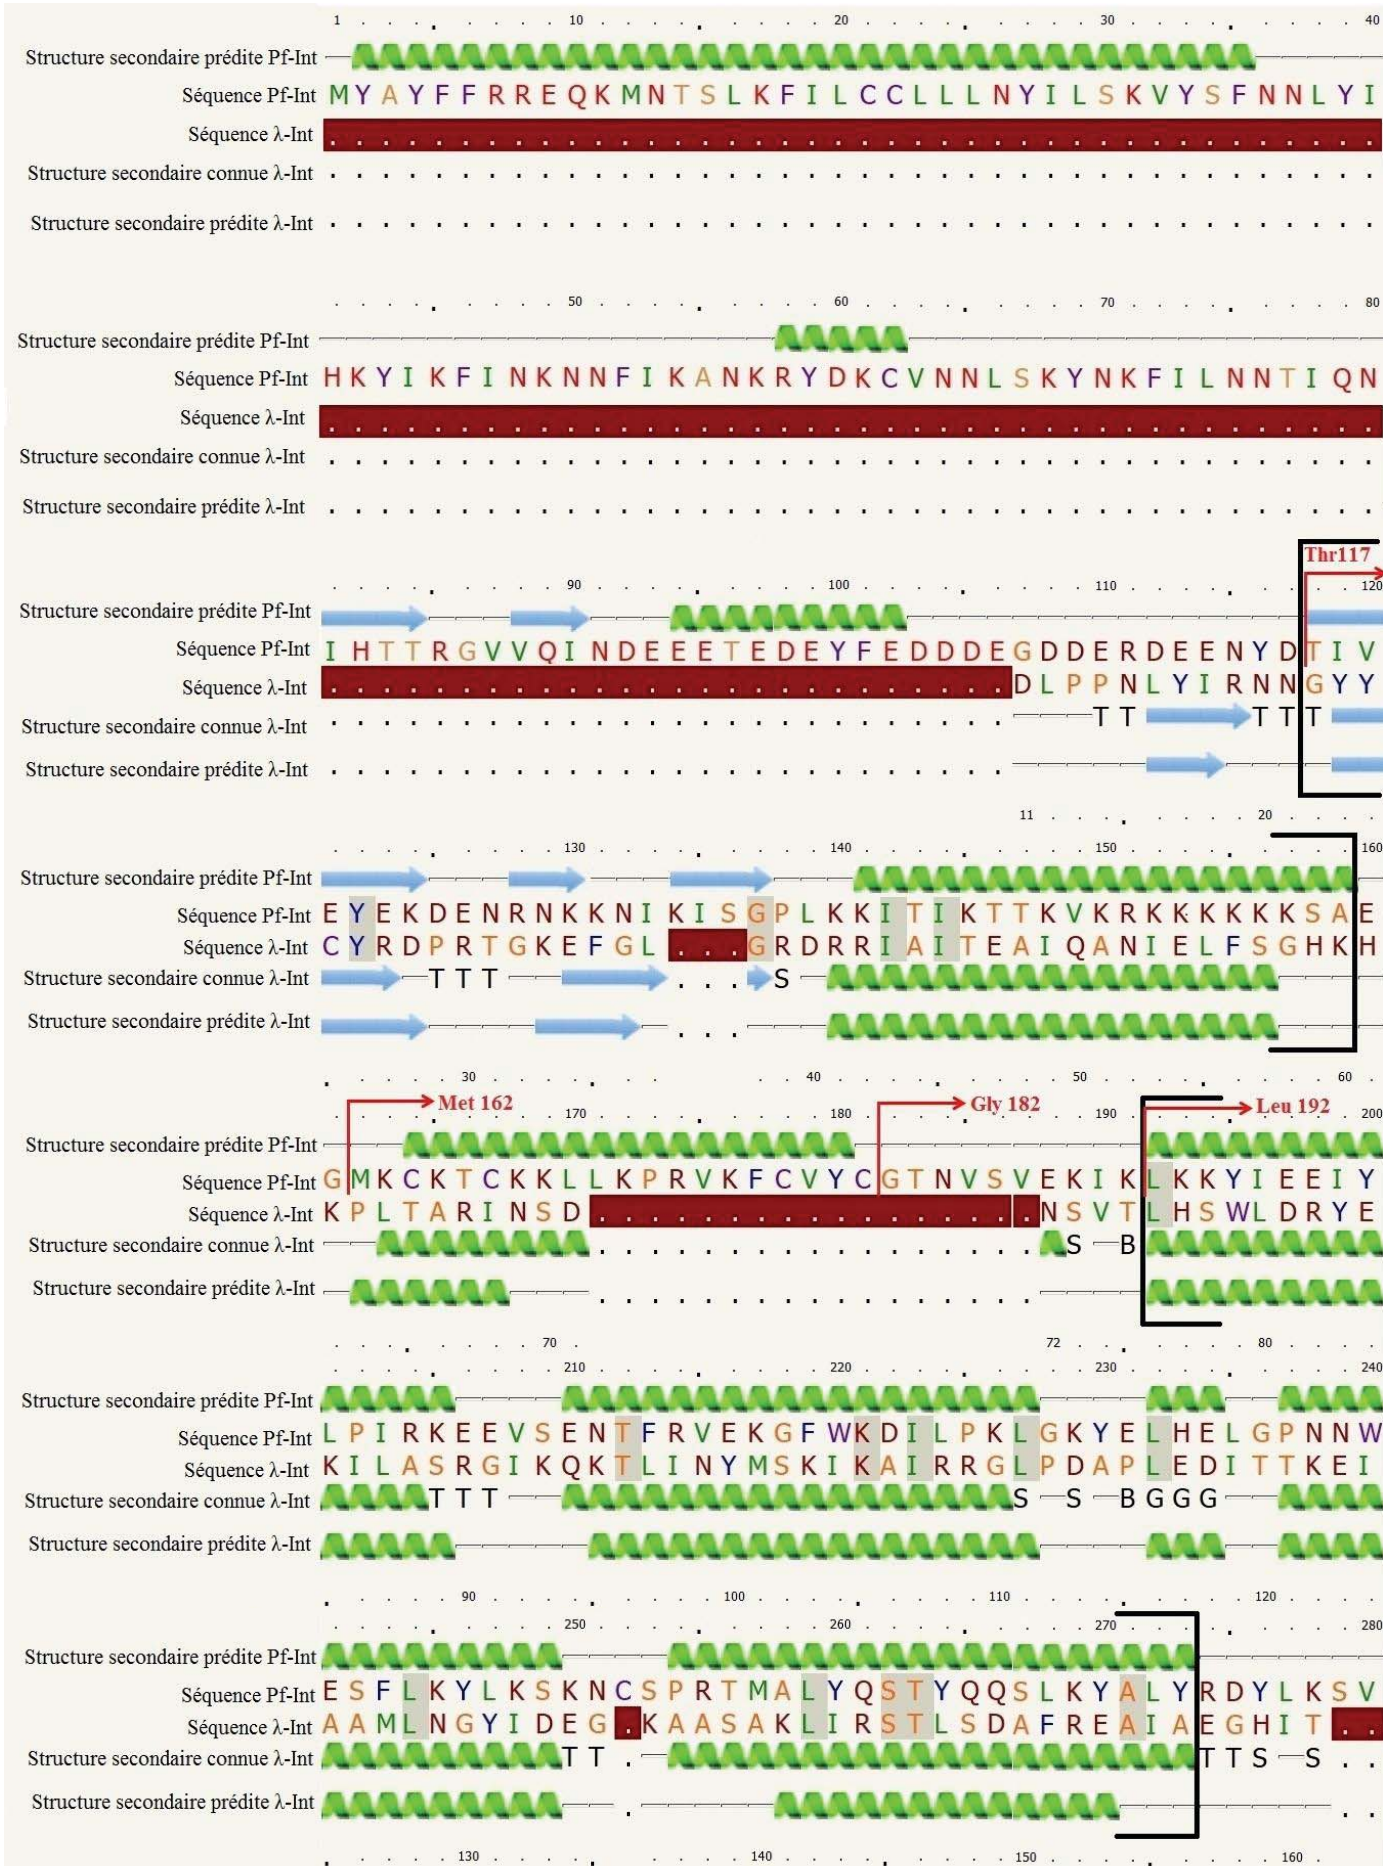 1 10 20 30 40
Structure secondaire prédite Pf-Int
Séquence Pf-Int MYAYFFRREQKMNTSLKFILCCLLLNYILSKVYSFNNLYI
Séquence λ-Int . . . . . . . . . . . . . . . . . . . . . . . . . . . . . . . . . . . . . . . .
Structure secondaire connue λ-Int . . . . . . . . . . . . . . . . . . . . . . . . . . . . . . . . . . . . . . . .
Structure secondaire prédite λ-Int . . . . . . . . . . . . . . . . . . . . . . . . . . . . . . . . . . . . . . . .
50 60 70 80
Structure secondaire prédite Pf-Int
Séquence Pf-Int HKYIKFINKNNFIKANKRYDKCVNNLSKYNKFILNNTIQN
Séquence λ-Int . . . . . . . . . . . . . . . . . . . . . . . . . . . . . . . . . . . . . . . .
Structure secondaire connue λ-Int . . . . . . . . . . . . . . . . . . . . . . . . . . . . . . . . . . . . . . . .
Structure secondaire prédite λ-Int . . . . . . . . . . . . . . . . . . . . . . . . . . . . . . . . . . . . . . . .
Thr117
90 100 110 120
Structure secondaire prédite Pf-Int
Séquence Pf-Int IHTTRGVVQINDEEETEDEYFEDDDEGDDERDEENYDTIV
Séquence λ-Int . . . . . . . . . . . . . . . . . . . . . . . . . . DLPPNLYIRNNGYY
Structure secondaire connue λ-Int . . . . . . . . . . . . . . . . . . . . . . . . . . TT TTT
Structure secondaire prédite λ-Int . . . . . . . . . . . . . . . . . . . . . . . . . .
11 20
130 140 150 160
Structure secondaire prédite Pf-Int
Séquence Pf-Int EYEKDENRNKKNIKISGPLKKITIKTTKVKRKKKKKKSAE
Séquence λ-Int CYRDPRTGKEFGL...GRDRRIAITEAIQANIELFSGHKH
Structure secondaire connue λ-Int TTT . . . S
Structure secondaire prédite λ-Int . . .
30 40 50 60
Met 162 Gly 182 Leu 192
170 180 190 200
Structure secondaire prédite Pf-Int
Séquence Pf-Int GMKCKTCKKLLKPRVKFCVYCGTNVSVEKIKLKKYIEEIY
Séquence λ-Int KPLTARINSD.................NSVTLHSWLDRYE
Structure secondaire connue λ-Int . . . . . . . . . . . . . . . . . S B
Structure secondaire prédite λ-Int . . . . . . . . . . . . . . . . .
70 72 80
210 220 230 240
Structure secondaire prédite Pf-Int
Séquence Pf-Int LPIRKEEVSENTFRVEKGFWKDILPKLGKYELHELGPNNW
Séquence λ-Int KILASRGIKQKTLINYMSKIKAIRRGLPDAPLEDITTKEI
Structure secondaire connue λ-Int TTT S S BGGG
Structure secondaire prédite λ-Int
90 100 110 120
250 260 270 280
Structure secondaire prédite Pf-Int
Séquence Pf-Int ESFLKYLKSKNCSPRTMALYQSTYQQSLKYALYRDYLKSV
Séquence λ-Int AAMLNGYIDEG.KAASAKLIRSTLSDAFREAIAEGHIT..
Structure secondaire connue λ-Int TT . TTS S . .
Structure secondaire prédite λ-Int . . .
130 140 150 160